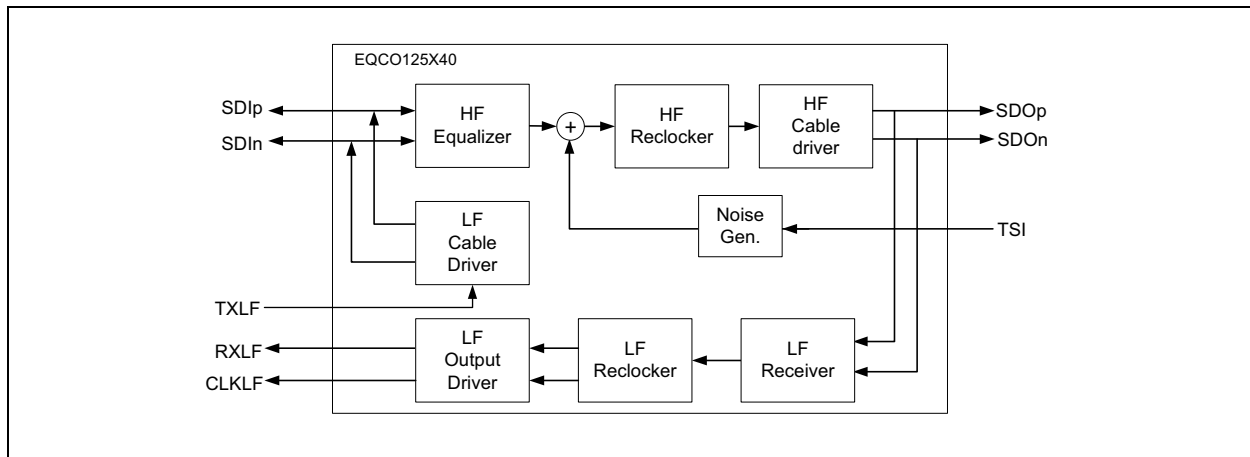 EQCO125X40
SDIp
SDIn
HF
Equalizer
+
HF
Reclocker
HF
Cable
driver
SDOp
SDOn
LF
Cable
Driver
Noise
Gen.
TSI
TXLF
RXLF
CLKLF
LF
Output
Driver
LF
Reclocker
LF
Receiver